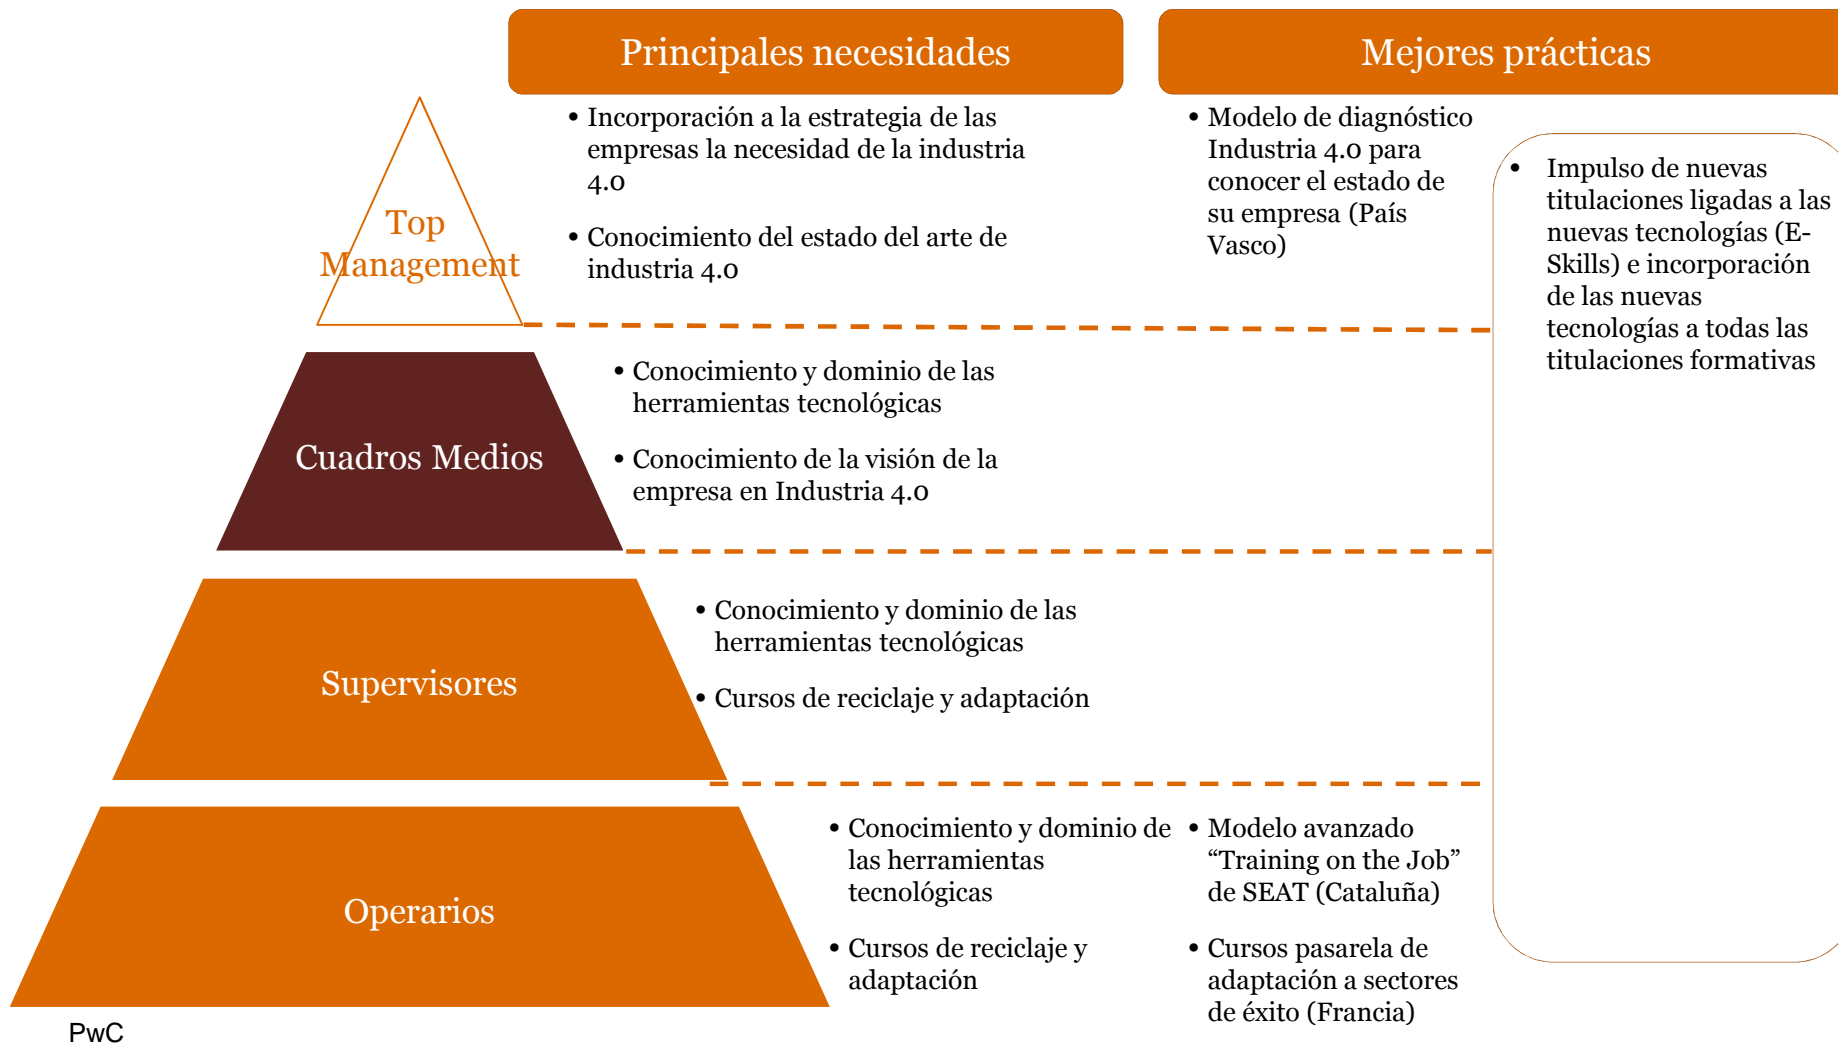 Principales necesidades
Mejores prácticas
Top
Management
• Incorporación a la estrategia de las
empresas la necesidad de la industria
4.0
• Conocimiento del estado del arte de
industria 4.0
• Modelo de diagnóstico
Industria 4.0 para
conocer el estado de
su empresa (País
Vasco)
• Impulso de nuevas
titulaciones ligadas a las
nuevas tecnologías (E-
Skills) e incorporación
de las nuevas
tecnologías a todas las
titulaciones formativas
Cuadros Medios
• Conocimiento y dominio de las
herramientas tecnológicas
• Conocimiento de la visión de la
empresa en Industria 4.0
Supervisores
• Conocimiento y dominio de las
herramientas tecnológicas
• Cursos de reciclaje y adaptación
Operarios
• Conocimiento y dominio de
las herramientas
tecnológicas
• Cursos de reciclaje y
adaptación
• Modelo avanzado
“Training on the Job”
de SEAT (Cataluña)
• Cursos pasarela de
adaptación a sectores
de éxito (Francia)
PwC